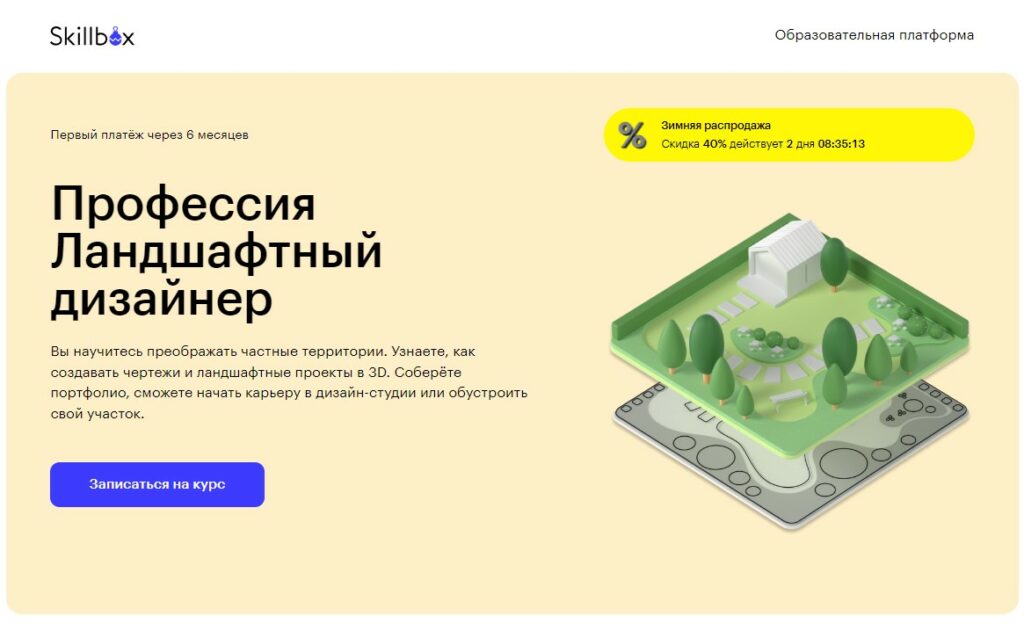 Skillbox
Образовательная платформа
Первый платёж через 6 месяцев
Зимняя распродажа
Скидка 40% действует 2 дня 08:35:13
Профессия
Ландшафтный
дизайнер
Вы научитесь преображать частные территории. Узнаете, как
создавать чертежи и ландшафтные проекты в 3D. Соберёте
портфолио, сможете начать карьеру в дизайн-студии или обустроить
свой участок.
Записаться на курс